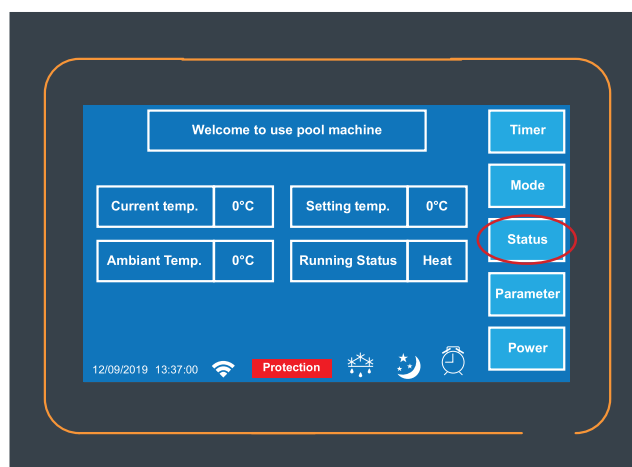 Welcome to use pool machine
Timer
Mode
Current temp. 0°C Setting temp. 0°C
Status
Ambiant Temp. 0°C Running Status Heat
Parameter
Power
12/09/2019 13:37:00 Protection